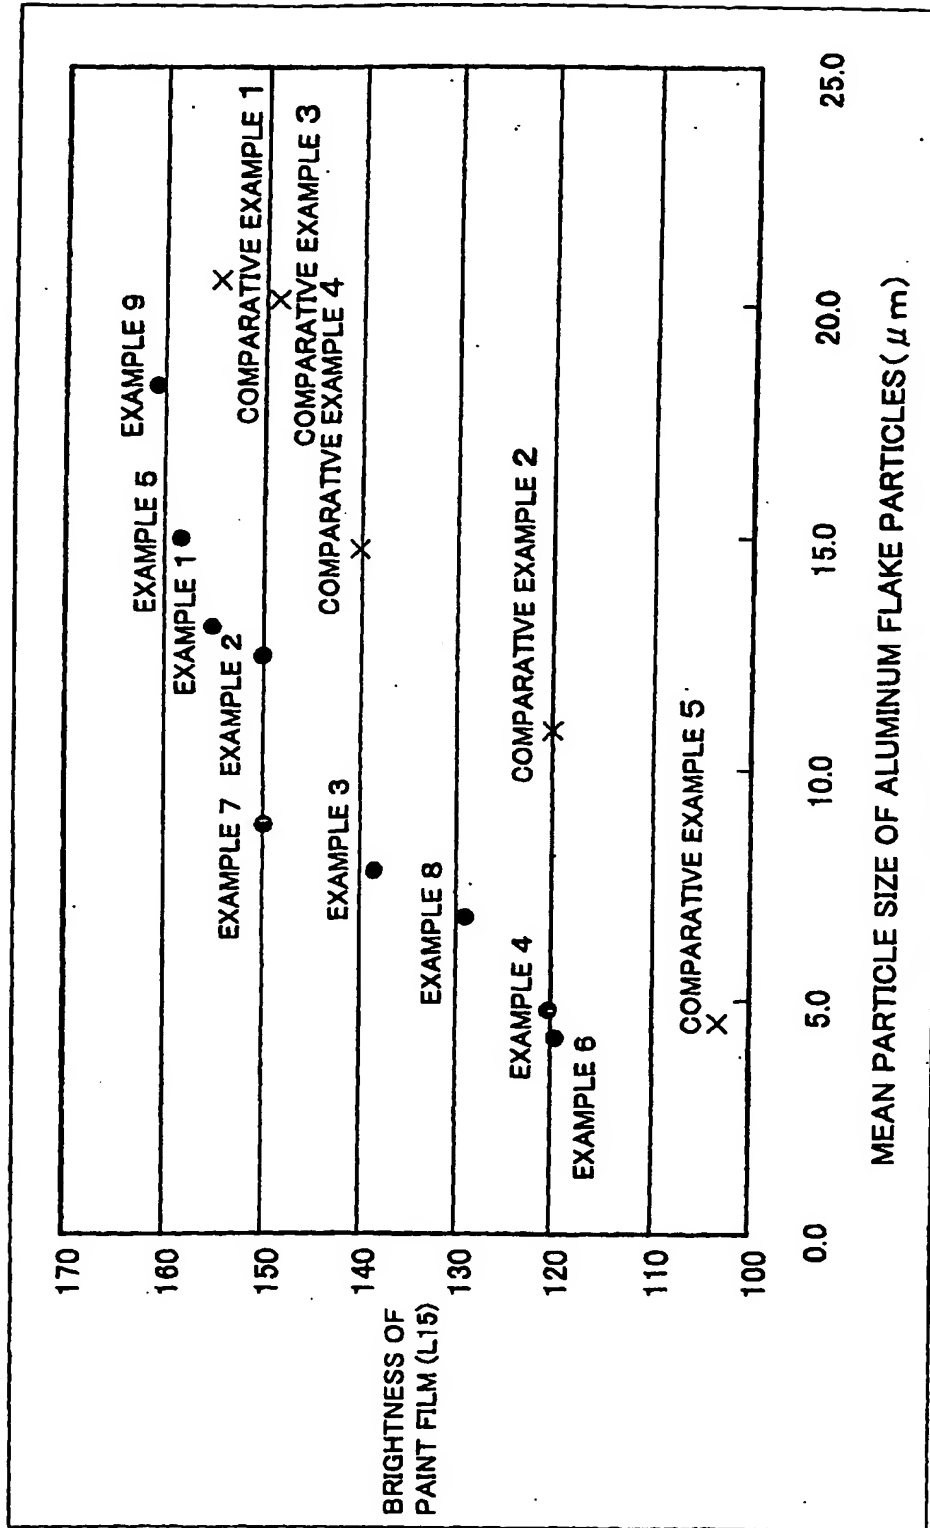 BRIGHTNESS OF
PAINT FILM (L15)
170
160
150
140
130
120
110
100
EXAMPLE 9
EXAMPLE 5
EXAMPLE 1
EXAMPLE 7
EXAMPLE 2
COMPARATIVE EXAMPLE 1
COMPARATIVE EXAMPLE 3
COMPARATIVE EXAMPLE 4
EXAMPLE 3
EXAMPLE 8
COMPARATIVE EXAMPLE 2
EXAMPLE 4
EXAMPLE 6
COMPARATIVE EXAMPLE 5
0.0
5.0
10.0
15.0
20.0
25.0
MEAN PARTICLE SIZE OF ALUMINUM FLAKE PARTICLES (μm)